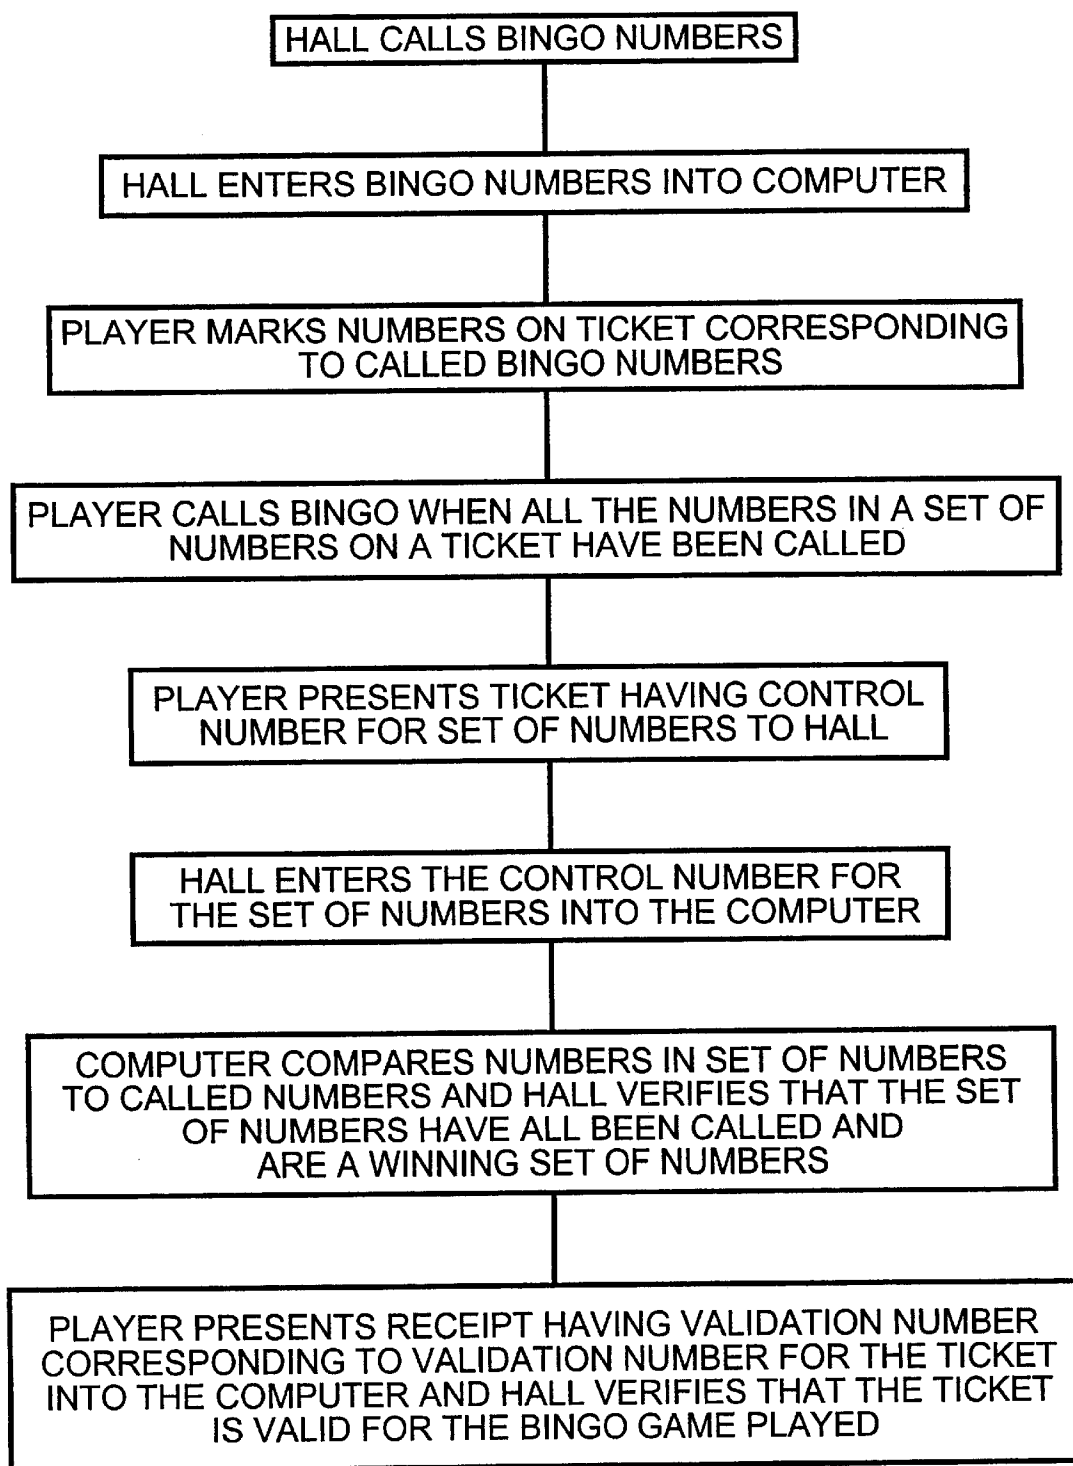 HALL CALLS BINGO NUMBERS
HALL ENTERS BINGO NUMBERS INTO COMPUTER
PLAYER MARKS NUMBERS ON TICKET CORRESPONDING
TO CALLED BINGO NUMBERS
PLAYER CALLS BINGO WHEN ALL THE NUMBERS IN A SET OF
NUMBERS ON A TICKET HAVE BEEN CALLED
PLAYER PRESENTS TICKET HAVING CONTROL
NUMBER FOR SET OF NUMBERS TO HALL
HALL ENTERS THE CONTROL NUMBER FOR
THE SET OF NUMBERS INTO THE COMPUTER
COMPUTER COMPARES NUMBERS IN SET OF NUMBERS
TO CALLED NUMBERS AND HALL VERIFIES THAT THE SET
OF NUMBERS HAVE ALL BEEN CALLED AND
ARE A WINNING SET OF NUMBERS
PLAYER PRESENTS RECEIPT HAVING VALIDATION NUMBER
CORRESPONDING TO VALIDATION NUMBER FOR THE TICKET
INTO THE COMPUTER AND HALL VERIFIES THAT THE TICKET
IS VALID FOR THE BINGO GAME PLAYED